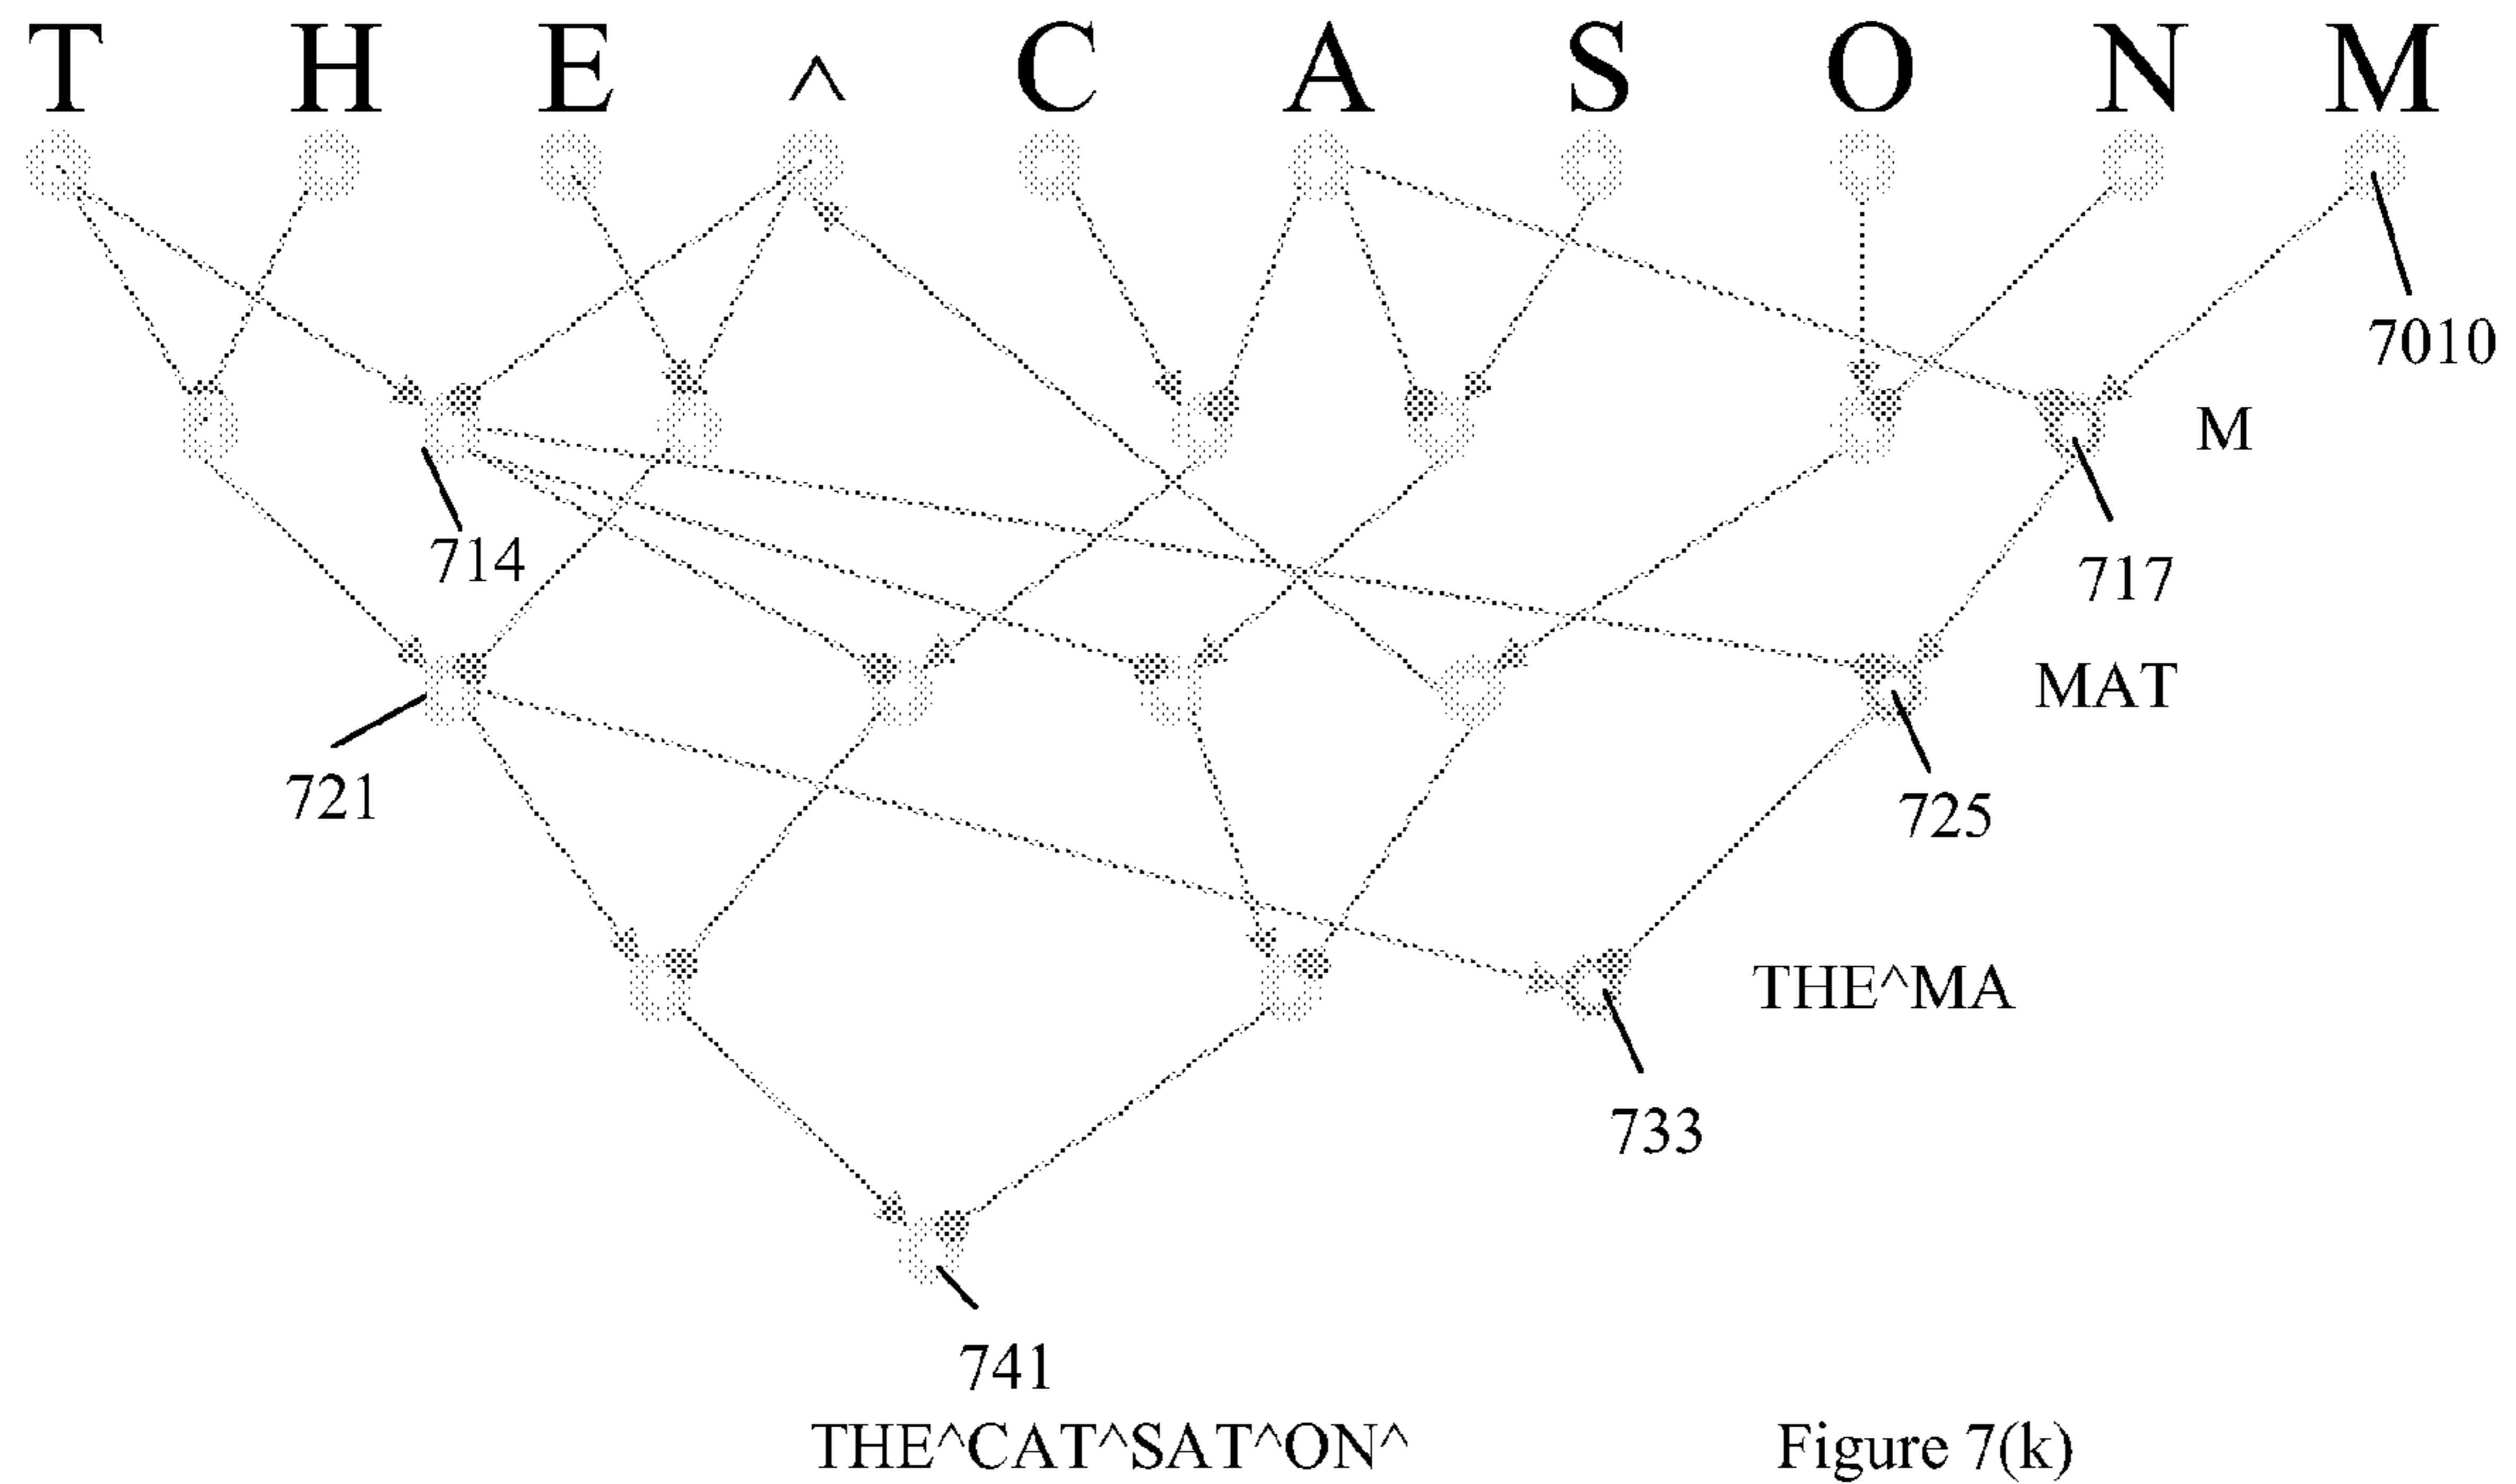 T H E ^ C A S O N M
7010
M
714
717
MAT
721
725
THE^MA
733
741
THE^CAT^SAT^ON^
Figure 7(k)